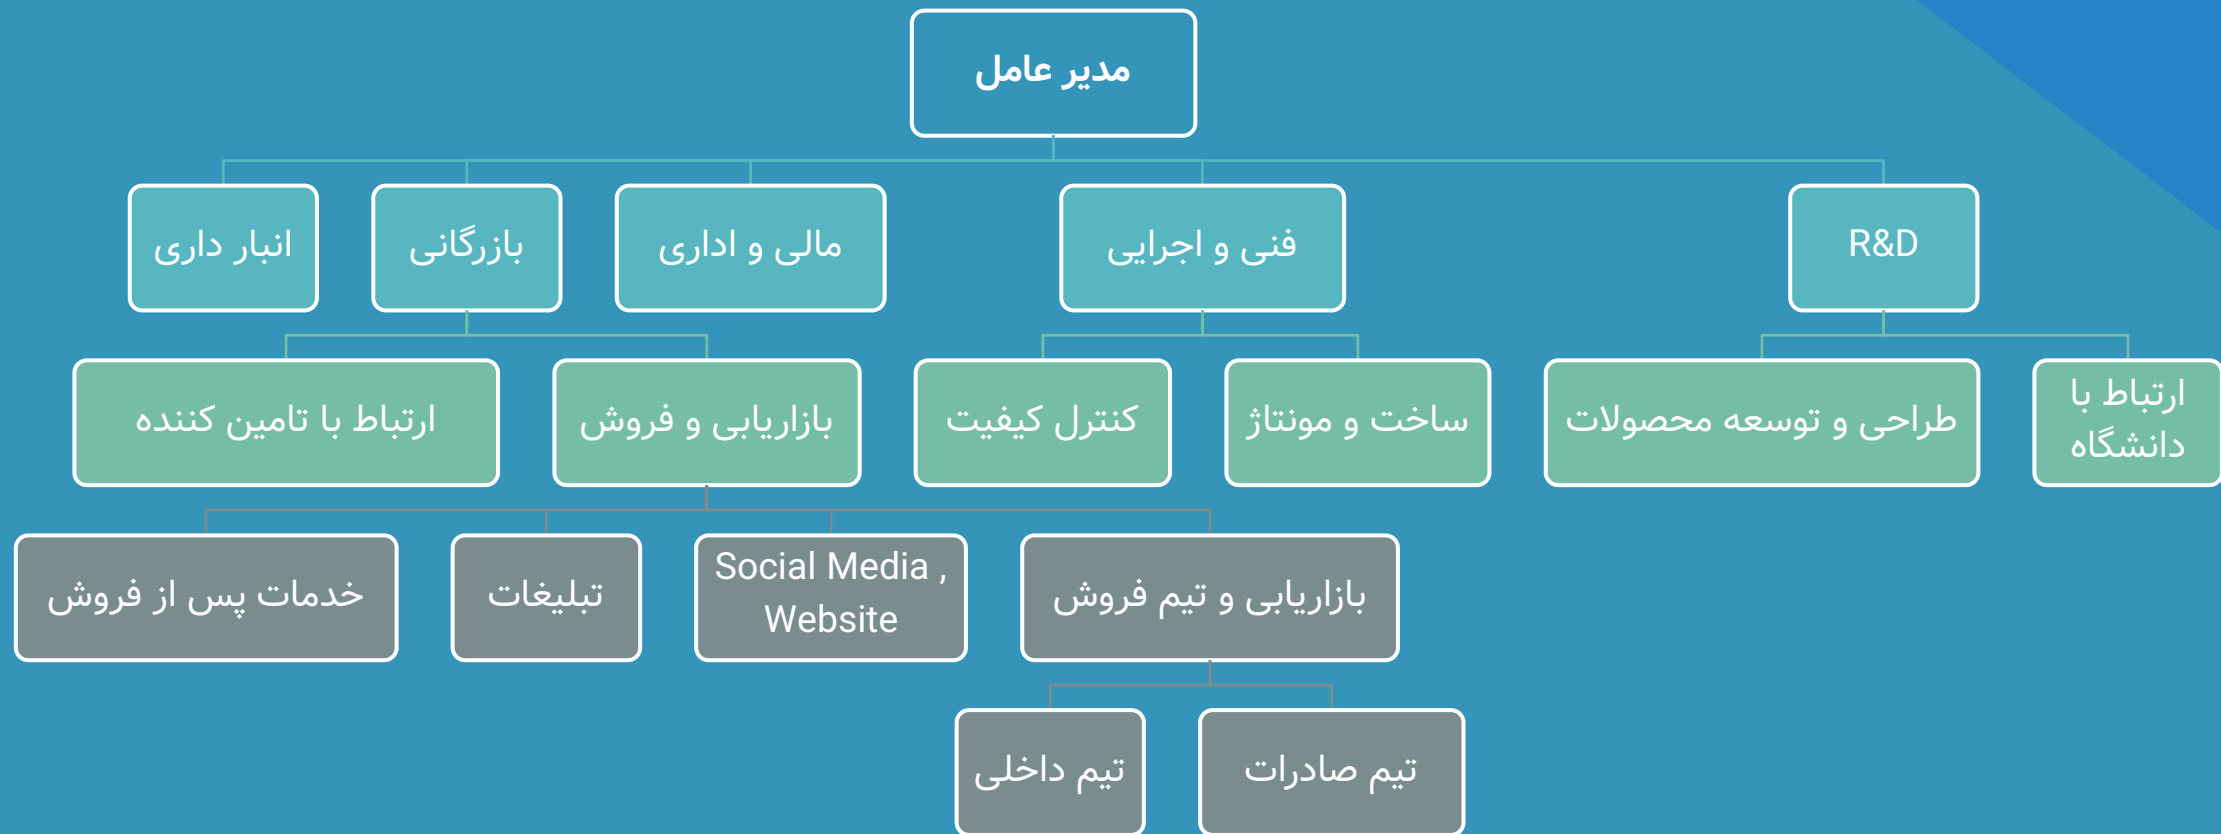 مدیر عامل
R&D
فنی و اجرایی
مالی و اداری
بازرگانی
انبار داری
ارتباط با
دانشگاه
طراحی و توسعه محصولات
ساخت و مونتاژ
کنترل کیفیت
بازاریابی و فروش
ارتباط با تامین کننده
بازاریابی و تیم فروش
Social Media ,
Website
تبلیغات
خدمات پس از فروش
تیم صادرات
تیم داخلی